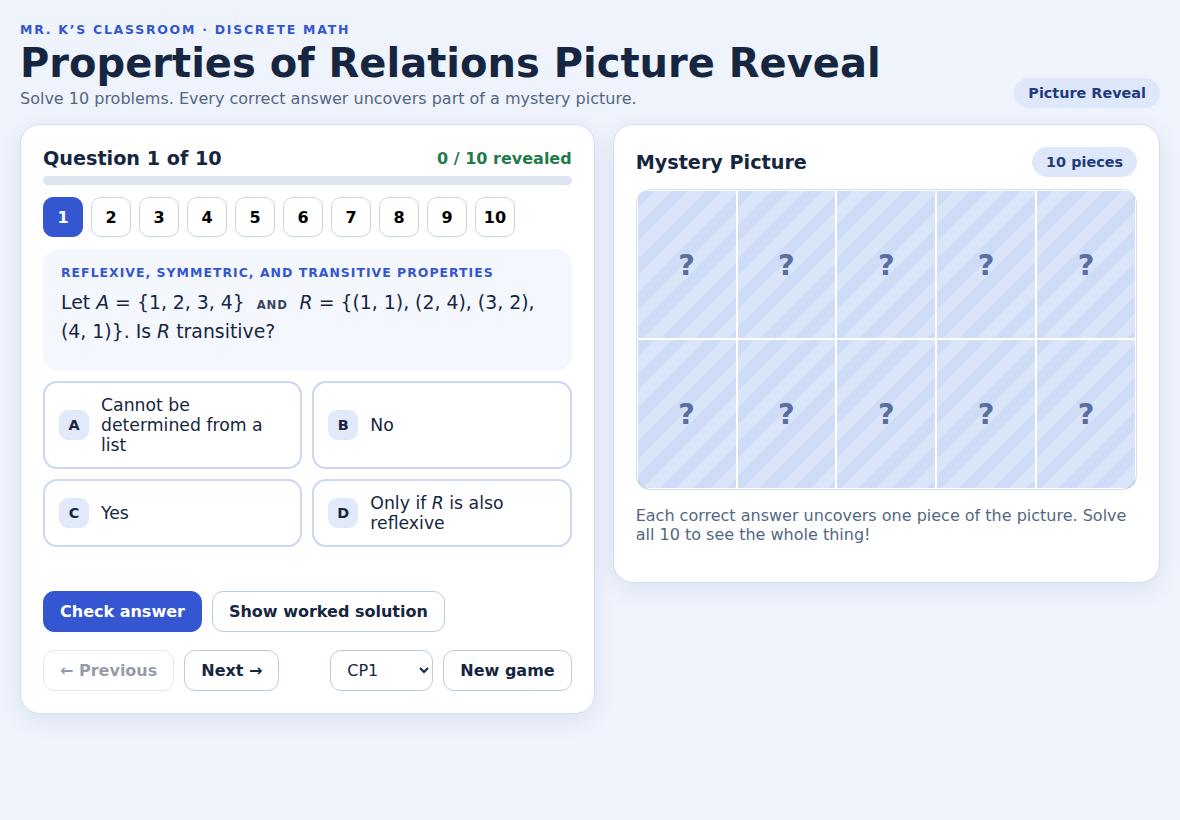 MR. K’S CLASSROOM · DISCRETE MATH
Properties of Relations Picture Reveal
Solve 10 problems. Every correct answer uncovers part of a mystery picture.
Picture Reveal
Question 1 of 10
0 / 10 revealed
1 2 3 4 5 6 7 8 9 10
REFLEXIVE, SYMMETRIC, AND TRANSITIVE PROPERTIES
Let A = {1, 2, 3, 4} AND R = {(1, 1), (2, 4), (3, 2),
(4, 1)}. Is R transitive?
A Cannot be
determined from a
list
B No
C Yes
D Only if R is also
reflexive
Check answer
Show worked solution
← Previous
Next →
CP1
New game
Mystery Picture
10 pieces
? ? ? ? ?
? ? ? ? ?
Each correct answer uncovers one piece of the picture. Solve
all 10 to see the whole thing!